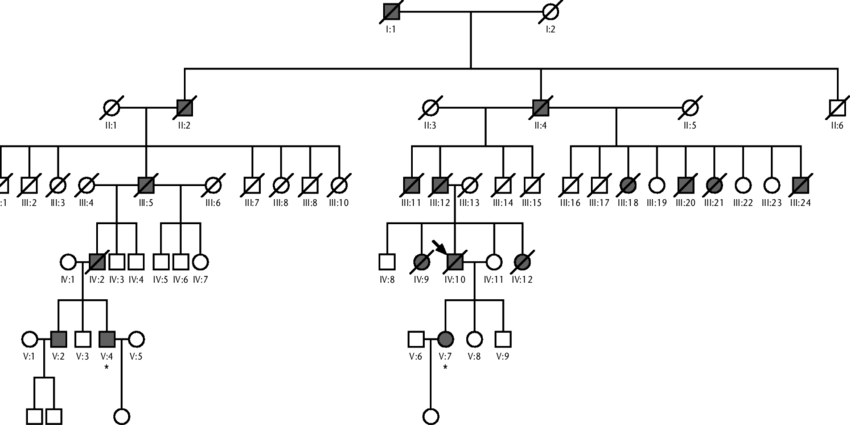 I:1 I:2
II:1 II:2 II:3 II:4 II:5 II:6
:1 III:2 III:3 III:4 III:5 III:6 III:7 III:8 III:8 III:10 III:11 III:12 III:13 III:14 III:15 III:16 III:17 III:18 III:19 III:20 III:21 III:22 III:23 III:24
IV:1 IV:2 IV:3 IV:4 IV:5 IV:6 IV:7 IV:8 IV:9 IV:10 IV:11 IV:12
V:1 V:2 V:3 V:4 V:5 V:6 V:7 V:8 V:9
* *